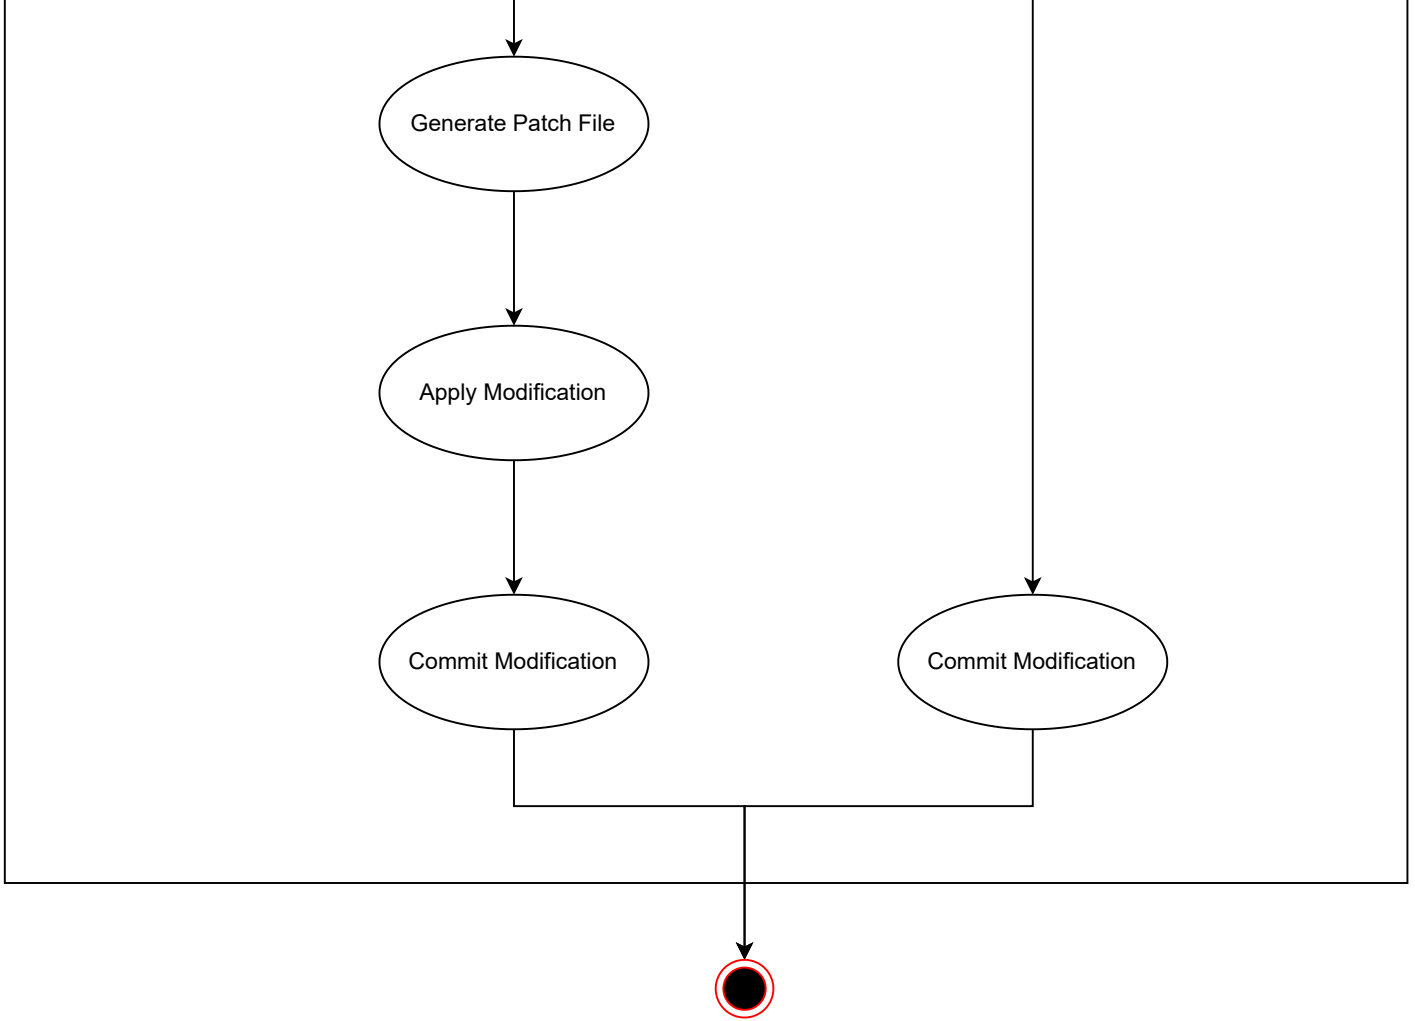 Generate Patch File
Apply Modification
Commit Modification
Commit Modification